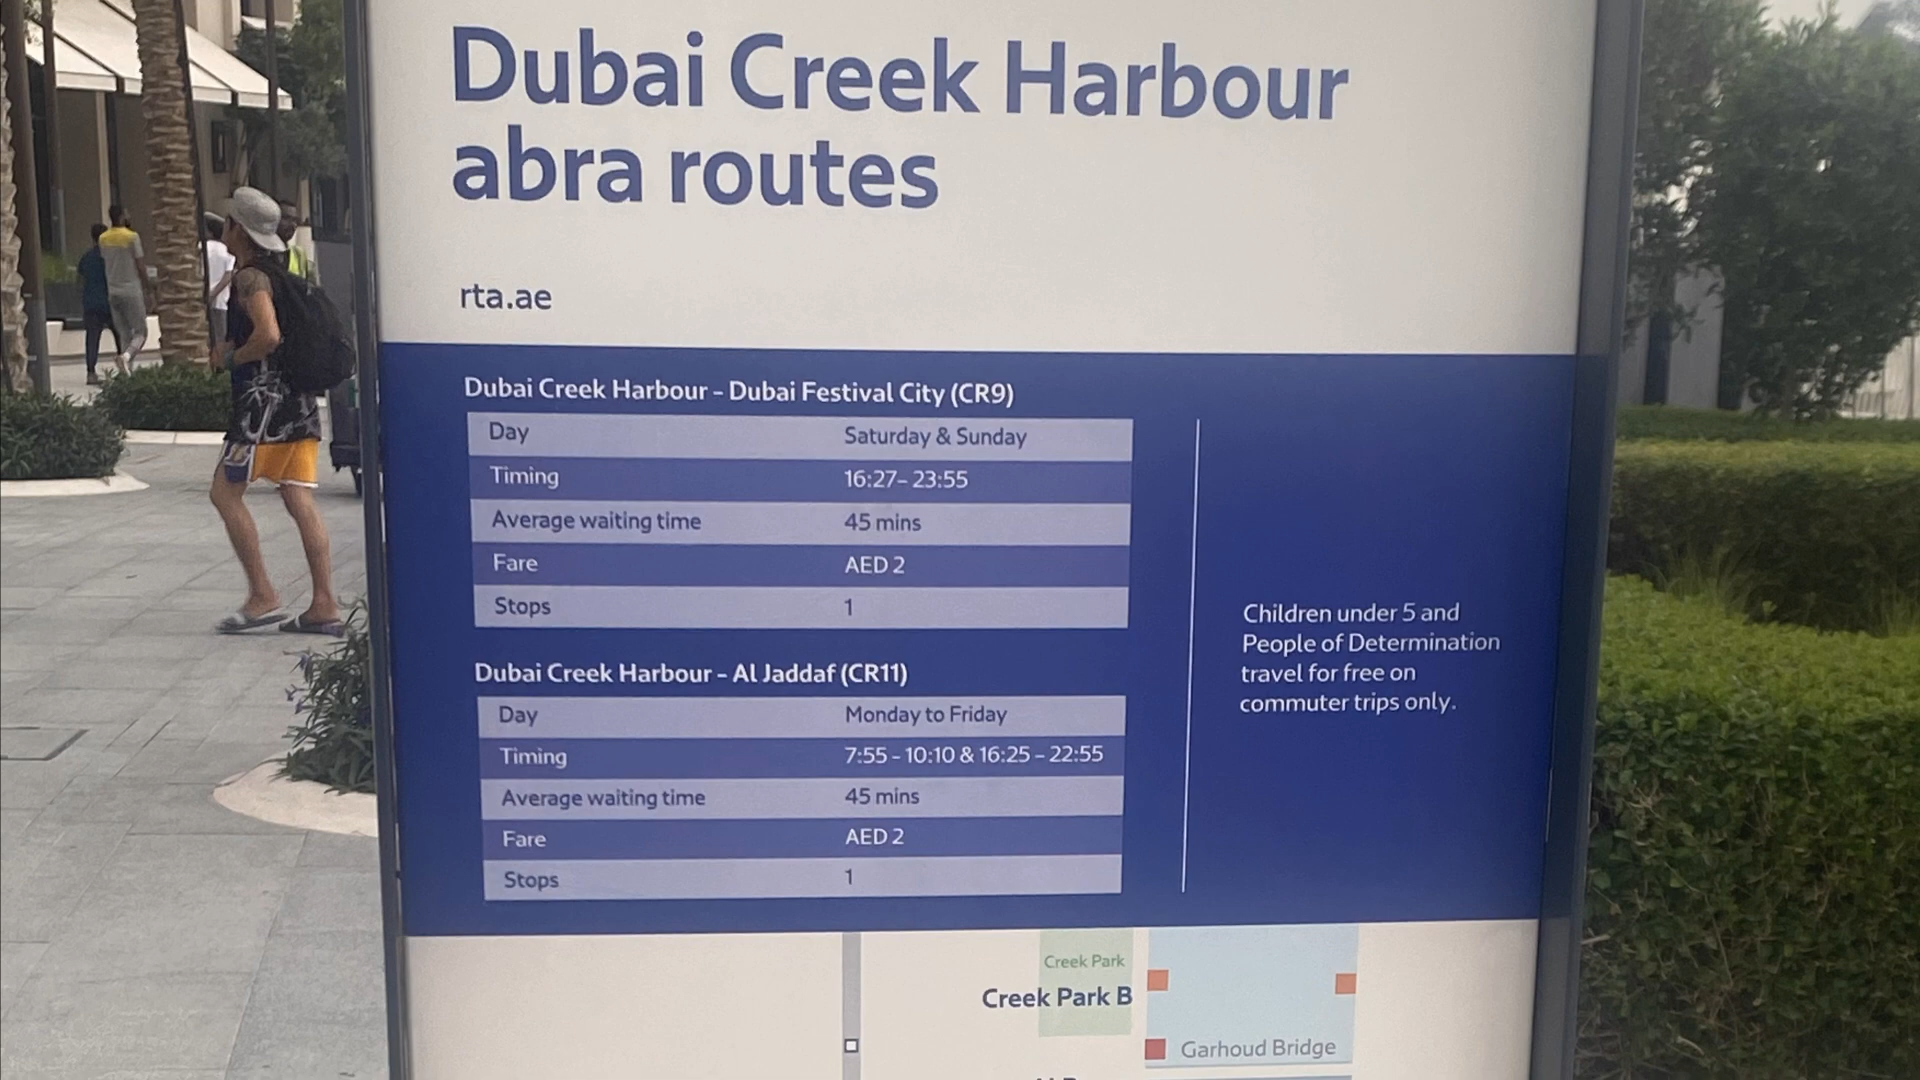 Dubai Creek Harbour
abra routes
rta.ae
Dubai Creek Harbour - Dubai Festival City (CR9)
Day Saturday & Sunday
Timing 16:27– 23:55
Average waiting time 45 mins
Fare AED 2
Stops 1
Dubai Creek Harbour - Al Jaddaf (CR11)
Day Monday to Friday
Timing 7:55 - 10:10 & 16:25 - 22:55
Average waiting time 45 mins
Fare AED 2
Stops 1
Children under 5 and
People of Determination
travel for free on
commuter trips only.
Creek Park
Creek Park B
Garhoud Bridge